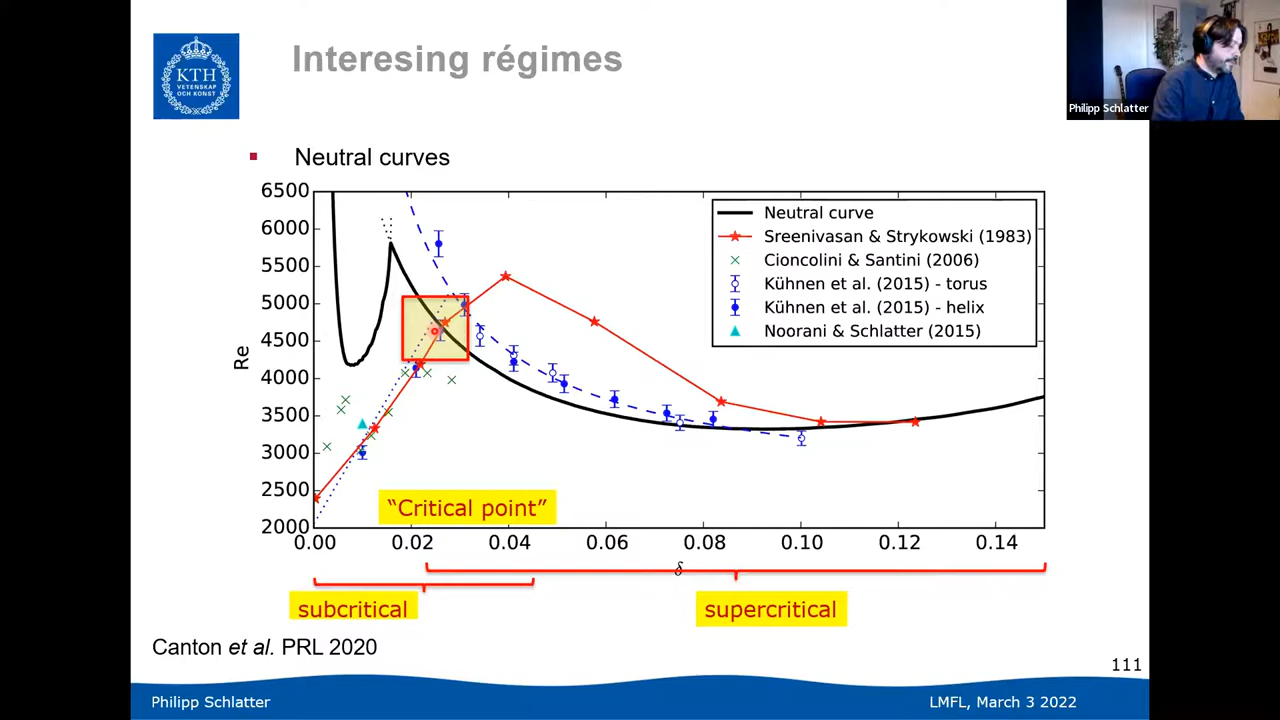 KTH
VETENSKAP
OCH KONST
Interesing régimes
Philipp Schlatter
Neutral curves
6500
6000
5500
5000
4500
4000
3500
3000
2500
2000
Re
Neutral curve
Sreenivasan & Strykowski (1983)
Cioncolini & Santini (2006)
Kühnen et al. (2015) - torus
Kühnen et al. (2015) - helix
Noorani & Schlatter (2015)
“Critical point”
0.00 0.02 0.04 0.06 0.08 0.10 0.12 0.14
δ
subcritical
supercritical
Canton et al. PRL 2020
111
Philipp Schlatter
LMFL, March 3 2022